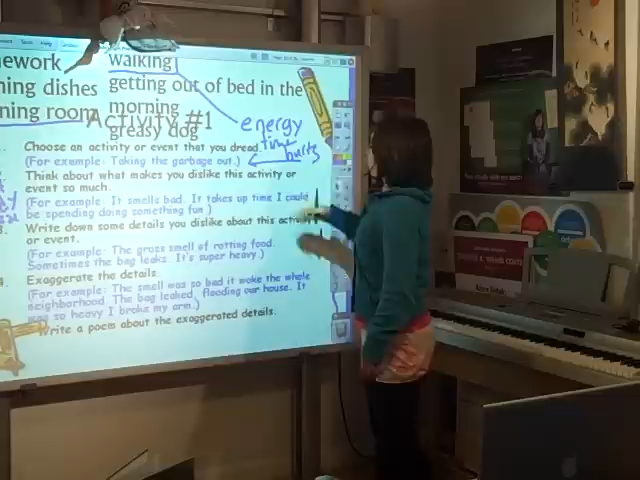 ework walking
ning dishes getting out of bed in the
ning room morning
Activity #1
greasy dog
energy
time
hurts
Choose an activity or event that you dread.
(For example: Taking the garbage out.)
Think about what makes you dislike this activity or
event so much.
(For example: It smells bad. It takes up time I could
be spending doing something fun.)
3. Write down some details you dislike about this activity
or event.
(For example: The gross smell of rotting food.
Sometimes the bag leaks. It's super heavy.)
4. Exaggerate the details.
(For example: The smell was so bad it woke the whole
neighborhood. The bag leaked, flooding our house. It
was so heavy I broke my arm.)
Write a poem about the exaggerated details.